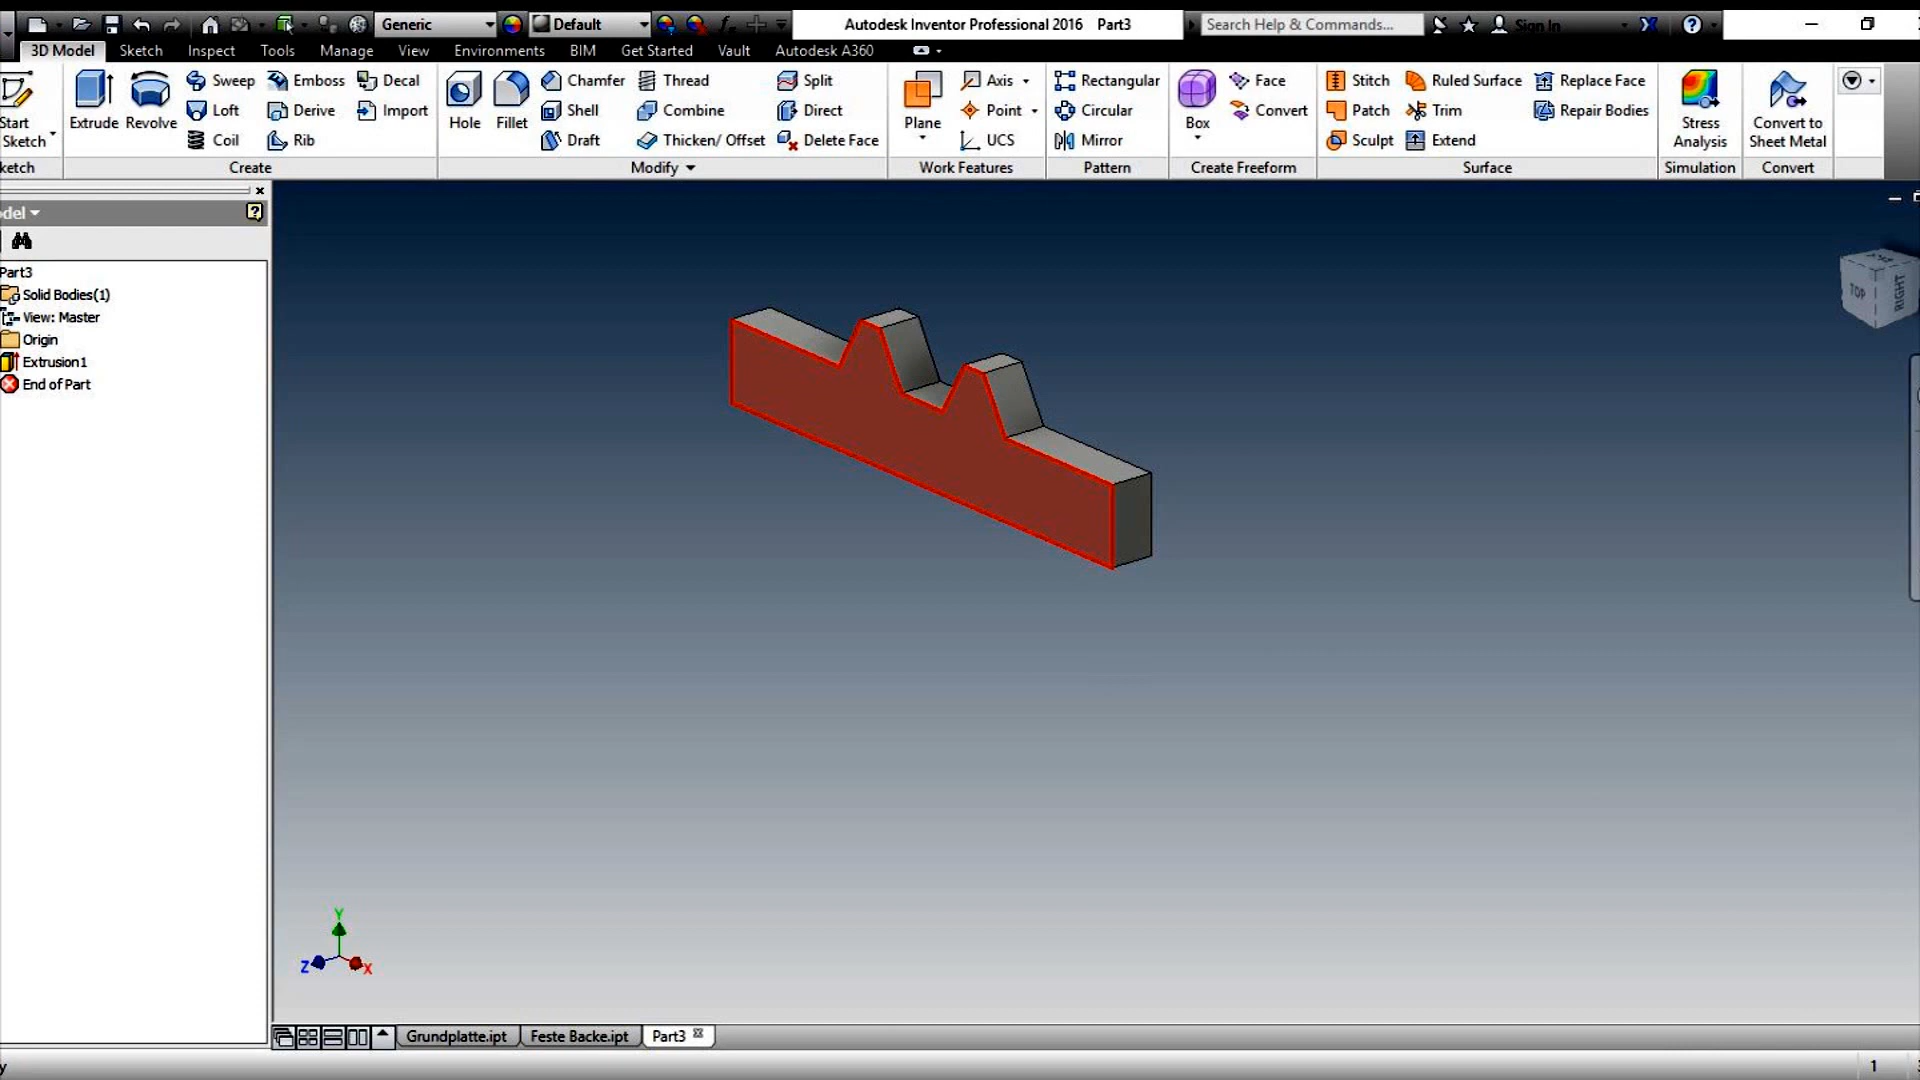 Generic Default Autodesk Inventor Professional 2016 Part3 Search Help & Commands... Sign In
3D Model Sketch Inspect Tools Manage View Environments BIM Get Started Vault Autodesk A360
Start Sketch
Extrude Revolve
Sweep Emboss Decal
Loft Derive Import
Coil Rib
Hole Fillet
Chamfer Thread Split
Shell Combine Direct
Draft Thicken/ Offset Delete Face
Plane
Axis
Point
UCS
Rectangular
Circular
Mirror
Box
Face
Convert
Stitch Ruled Surface Replace Face
Patch Trim Repair Bodies
Sculpt Extend
Stress Analysis
Convert to Sheet Metal
ketch Create Modify Work Features Pattern Create Freeform Surface Simulation Convert
odel
Part3
Solid Bodies(1)
View: Master
Origin
Extrusion1
End of Part
TOP RIGHT
Y
Z X
Grundplatte.ipt Feste Backe.ipt Part3
y 1